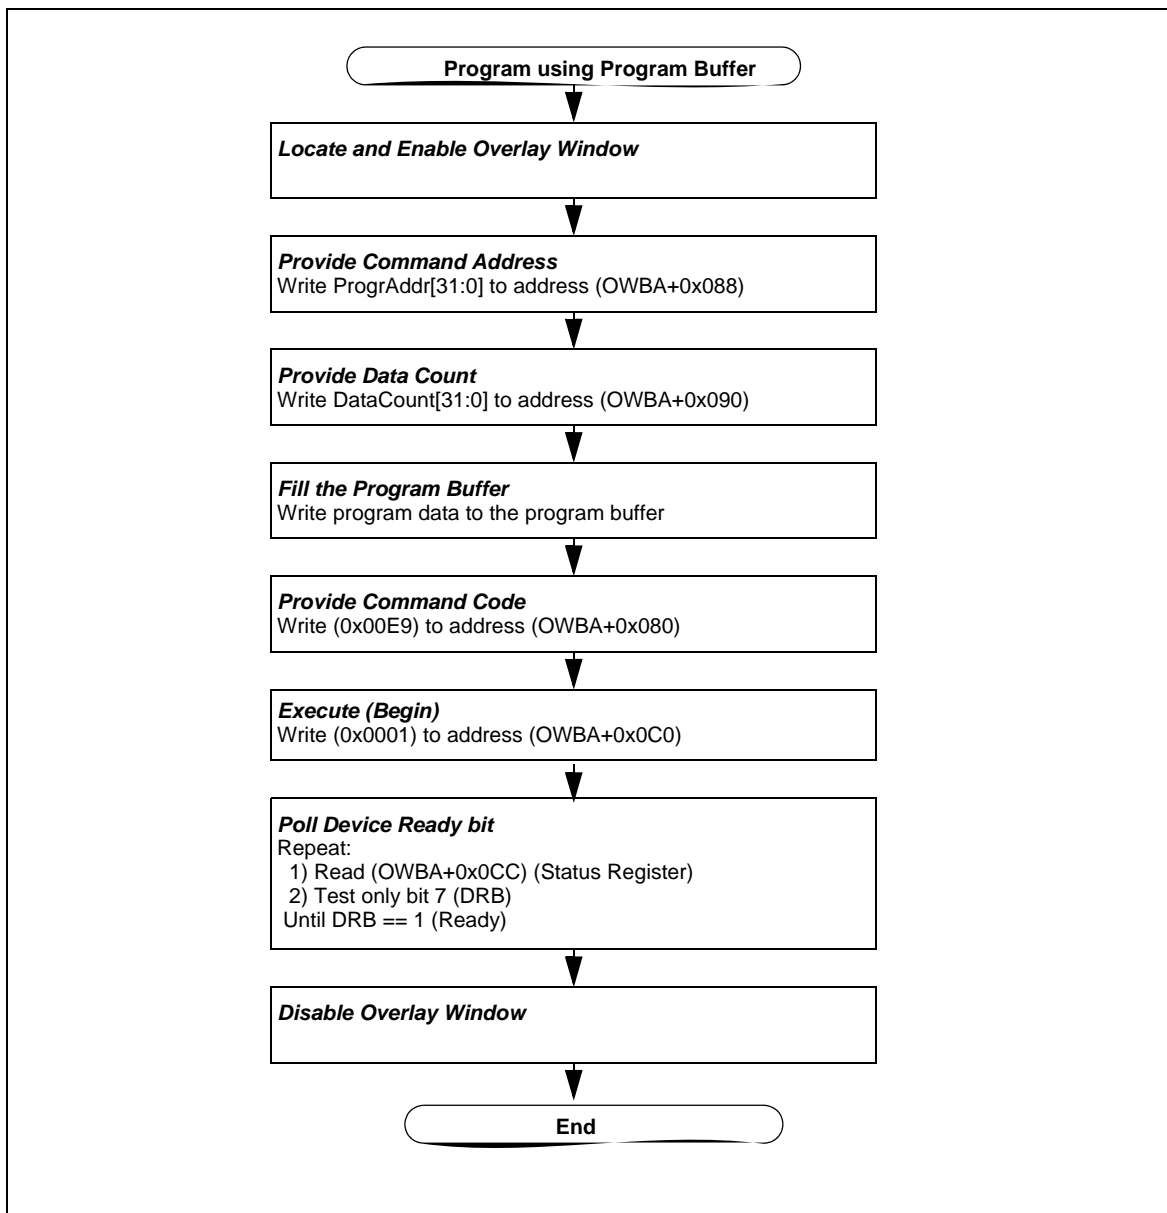 Program using Program Buffer
Locate and Enable Overlay Window
Provide Command Address
Write ProgrAddr[31:0] to address (OWBA+0x088)
Provide Data Count
Write DataCount[31:0] to address (OWBA+0x090)
Fill the Program Buffer
Write program data to the program buffer
Provide Command Code
Write (0x00E9) to address (OWBA+0x080)
Execute (Begin)
Write (0x0001) to address (OWBA+0x0C0)
Poll Device Ready bit
Repeat:
1) Read (OWBA+0x0CC) (Status Register)
2) Test only bit 7 (DRB)
Until DRB == 1 (Ready)
Disable Overlay Window
End